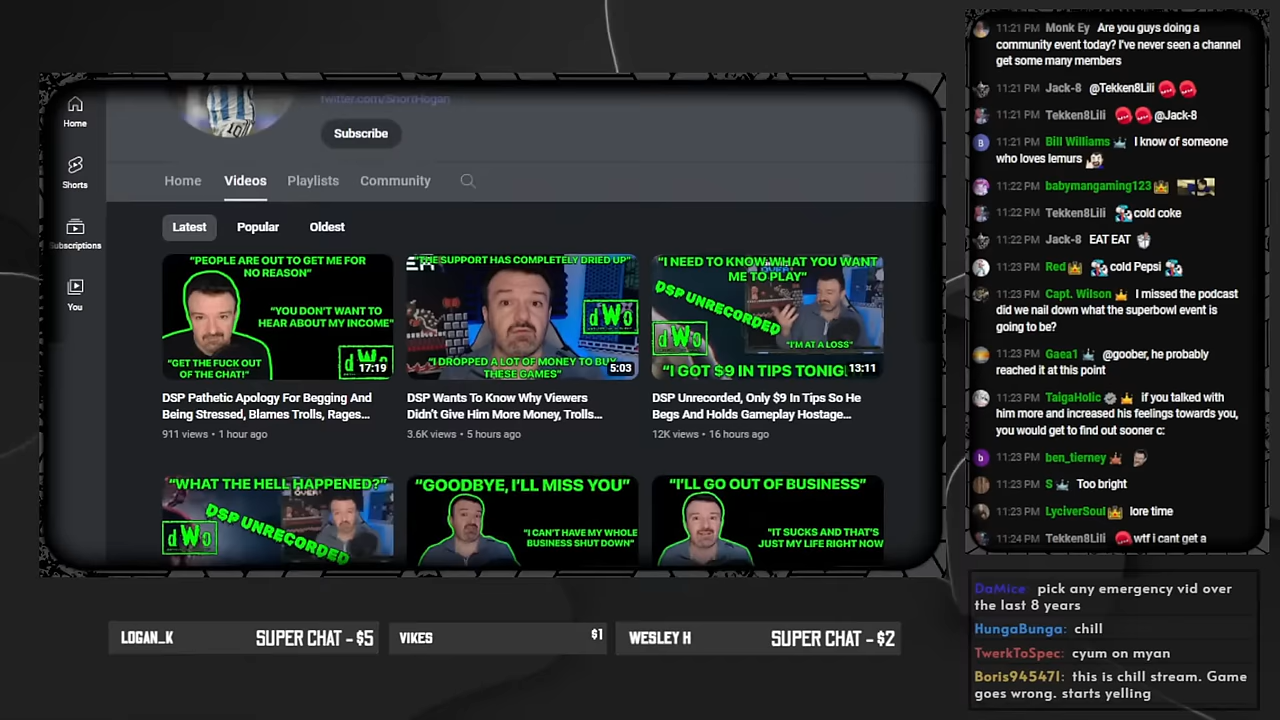 twitter.com/ShortHogan
Subscribe
Home
Shorts
Subscriptions
You
Home Videos Playlists Community
Latest Popular Oldest
"PEOPLE ARE OUT TO GET ME FOR
NO REASON"
"YOU DON'T WANT TO
HEAR ABOUT MY INCOME"
"GET THE FUCK OUT
OF THE CHAT!"
dWo
17:19
DSP Pathetic Apology For Begging And
Being Stressed, Blames Trolls, Rages...
911 views • 1 hour ago
"THE SUPPORT HAS COMPLETELY DRIED UP"
dWo
"I DROPPED A LOT OF MONEY TO BUY
THESE GAMES"
5:03
DSP Wants To Know Why Viewers
Didn't Give Him More Money, Trolls...
3.6K views • 5 hours ago
"I NEED TO KNOW WHAT YOU WANT
ME TO PLAY"
DSP UNRECORDED
dWo
"I'M AT A LOSS"
"I GOT $9 IN TIPS TONIG
13:11
DSP Unrecorded, Only $9 In Tips So He
Begs And Holds Gameplay Hostage...
12K views • 16 hours ago
"WHAT THE HELL HAPPENED?"
DSP UNRECORDED
dWo
"GOODBYE, I'LL MISS YOU"
"I CAN'T HAVE MY WHOLE
BUSINESS SHUT DOWN"
"I'LL GO OUT OF BUSINESS"
"IT SUCKS AND THAT'S
JUST MY LIFE RIGHT NOW
LOGAN_K SUPER CHAT - $5
VIKES $1
WESLEY H SUPER CHAT - $2
11:21 PM Monk Ey Are you guys doing a
community event today? I've never seen a channel
get some many members
11:21 PM Jack-8 @Tekken8Lili
11:21 PM Tekken8Lili @Jack-8
B 11:21 PM Bill Williams I know of someone
who loves lemurs
11:22 PM babymangaming123
11:22 PM Tekken8Lili cold coke
11:22 PM Jack-8 EAT EAT
11:23 PM Red cold Pepsi
11:23 PM Capt. Wilson I missed the podcast
did we nail down what the superbowl event is
going to be?
11:23 PM Gaea1 @goober, he probably
reached it at this point
11:23 PM TaigaHolic if you talked with
him more and increased his feelings towards you,
you would get to find out sooner c:
b 11:23 PM ben_tierney
11:23 PM S Too bright
11:23 PM LyciverSoul lore time
11:24 PM Tekken8Lili wtf i cant get a
DaMice: pick any emergency vid over
the last 8 years
HungaBunga: chill
TwerkToSpec: cyum on myan
Boris945471: this is chill stream. Game
goes wrong. starts yelling